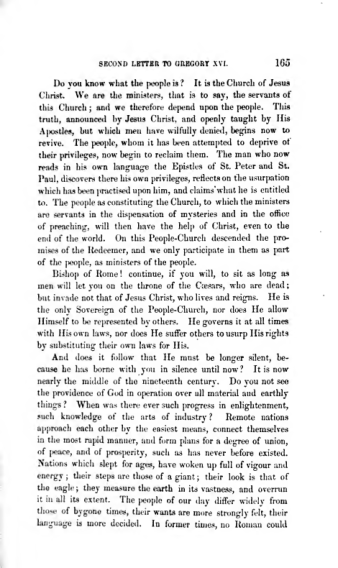 SECOND LETTER TO GREGORY XVI. 165
Do you know what the people is? It is the Church of Jesus
Christ. We are the ministers, that is to say, the servants of
this Church; and we therefore depend upon the people. This
truth, announced by Jesus Christ, and openly taught by His
Apostles, but which men have wilfully denied, begins now to
revive. The people, whom it has been attempted to deprive of
their privileges, now begin to reclaim them. The man who now
reads in his own language the Epistles of St. Peter and St.
Paul, discovers there his own privileges, reflects on the usurpation
which has been practised upon him, and claims what he is entitled
to. The people as constituting the Church, to which the ministers
are servants in the dispensation of mysteries and in the office
of preaching, will then have the help of Christ, even to the
end of the world. On this People-Church descended the pro-
mises of the Redeemer, and we only participate in them as part
of the people, as ministers of the people.
Bishop of Rome! continue, if you will, to sit as long as
men will let you on the throne of the Cæsars, who are dead;
but invade not that of Jesus Christ, who lives and reigns. He is
the only Sovereign of the People-Church, nor does He allow
Himself to be represented by others. He governs it at all times
with His own laws, nor does He suffer others to usurp His rights
by substituting their own laws for His.
And does it follow that He must be longer silent, be-
cause he has borne with you in silence until now? It is now
nearly the middle of the nineteenth century. Do you not see
the providence of God in operation over all material and earthly
things? When was there ever such progress in enlightenment,
such knowledge of the arts of industry? Remote nations
approach each other by the easiest means, connect themselves
in the most rapid manner, and form plans for a degree of union,
of peace, and of prosperity, such as has never before existed.
Nations which slept for ages, have woken up full of vigour and
energy; their steps are those of a giant; their look is that of
the eagle; they measure the earth in its vastness, and overrun
it in all its extent. The people of our day differ widely from
those of bygone times, their wants are more strongly felt, their
language is more decided. In former times, no Roman could